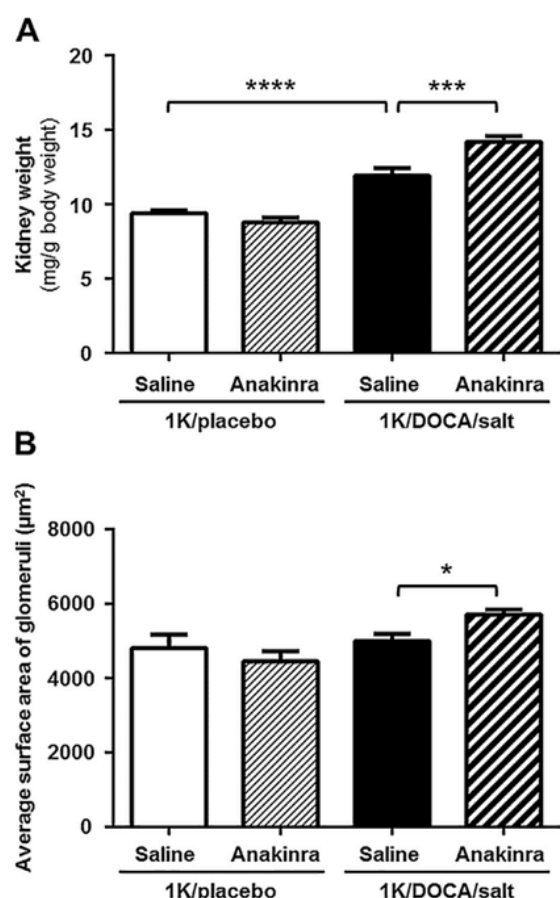 A
Kidney weight
(mg/g body weight)
20
15
10
5
0
****
***
Saline Anakinra Saline Anakinra
1K/placebo 1K/DOCA/salt
B
Average surface area of glomeruli (µm²)
8000
6000
4000
2000
0
*
Saline Anakinra Saline Anakinra
1K/placebo 1K/DOCA/salt